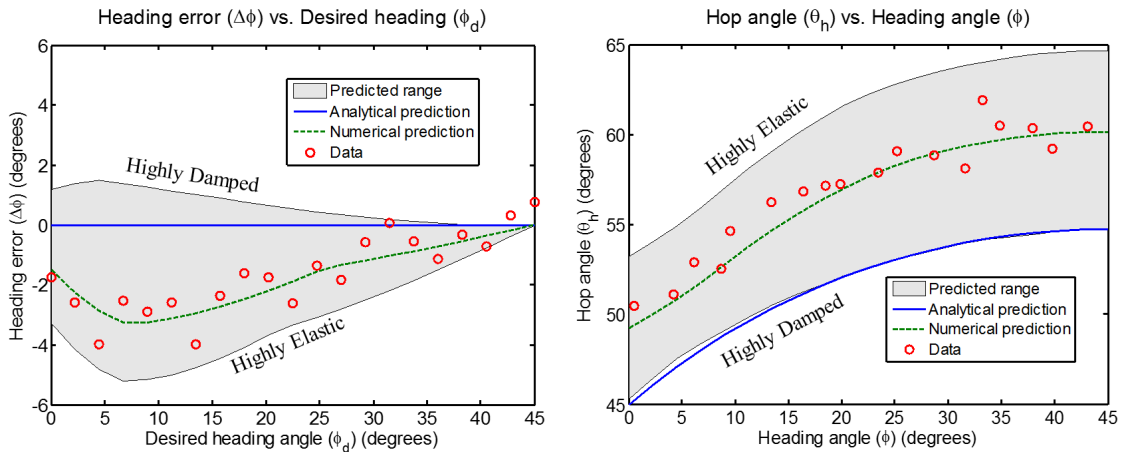 Heading error (Δϕ) vs. Desired heading (ϕd)
6
4
2
0
-2
-4
-6
Heading error (Δϕ) (degrees)
Predicted range
Analytical prediction
Numerical prediction
Data
Highly Damped
Highly Elastic
0 5 10 15 20 25 30 35 40 45
Desired heading angle (ϕd) (degrees)
Hop angle (θh) vs. Heading angle (ϕ)
65
60
55
50
45
Hop angle (θh) (degrees)
Highly Elastic
Highly Damped
Predicted range
Analytical prediction
Numerical prediction
Data
0 5 10 15 20 25 30 35 40 45
Heading angle (ϕ) (degrees)